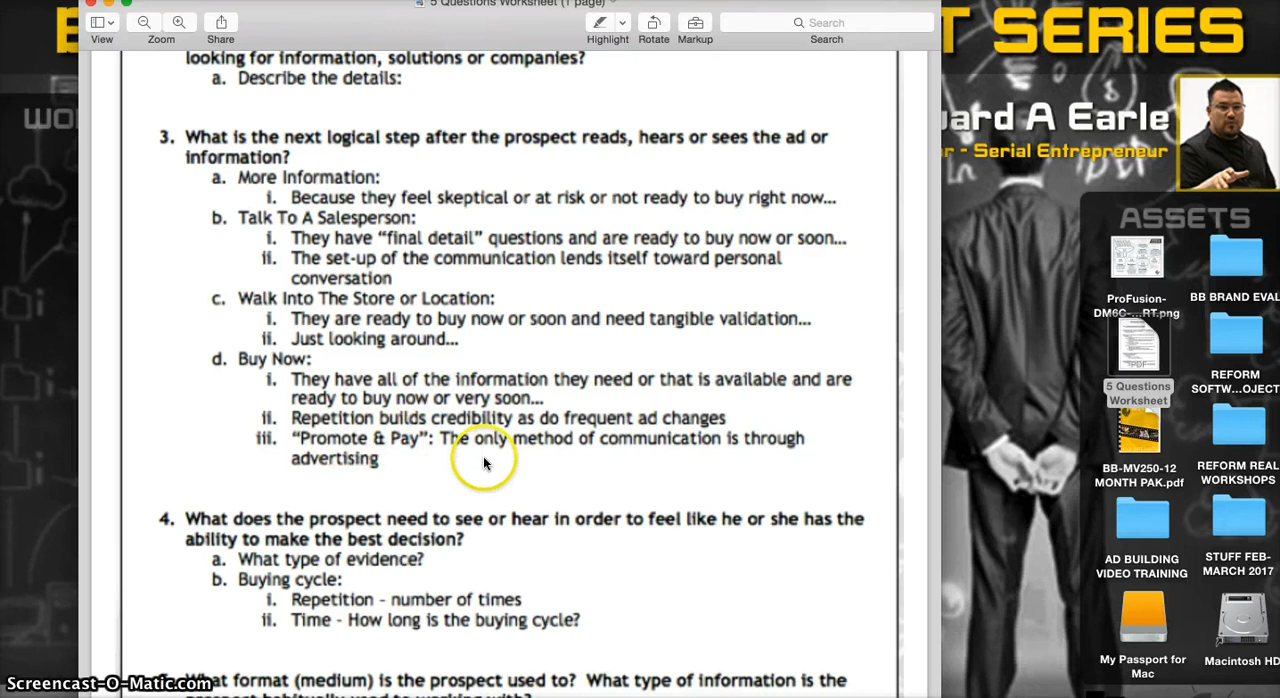 5 Questions Worksheet (1 page)
View
Zoom
Share
Highlight
Rotate
Markup
Search
Search
looking for information, solutions or companies?
a. Describe the details:
3. What is the next logical step after the prospect reads, hears or sees the ad or
information?
a. More Information:
i. Because they feel skeptical or at risk or not ready to buy right now...
b. Talk To A Salesperson:
i. They have “final detail” questions and are ready to buy now or soon...
ii. The set-up of the communication lends itself toward personal
conversation
c. Walk Into The Store or Location:
i. They are ready to buy now or soon and need tangible validation...
ii. Just looking around...
d. Buy Now:
i. They have all of the information they need or that is available and are
ready to buy now or very soon...
ii. Repetition builds credibility as do frequent ad changes
iii. “Promote & Pay”: The only method of communication is through
advertising
4. What does the prospect need to see or hear in order to feel like he or she has the
ability to make the best decision?
a. What type of evidence?
b. Buying cycle:
i. Repetition - number of times
ii. Time - How long is the buying cycle?
What format (medium) is the prospect used to? What type of information is the
T SERIES
ward A Earle
r - Serial Entrepreneur
WO
ASSETS
ProFusion-
DM6C-...RT.png
BB BRAND EVAL
5 Questions
Worksheet
REFORM
SOFTW...OJECT
BB-MV250-12
MONTH PAK.pdf
REFORM REAL
WORKSHOPS
AD BUILDING
VIDEO TRAINING
STUFF FEB-
MARCH 2017
My Passport for
Mac
Macintosh HD
Screencast-O-Matic.com